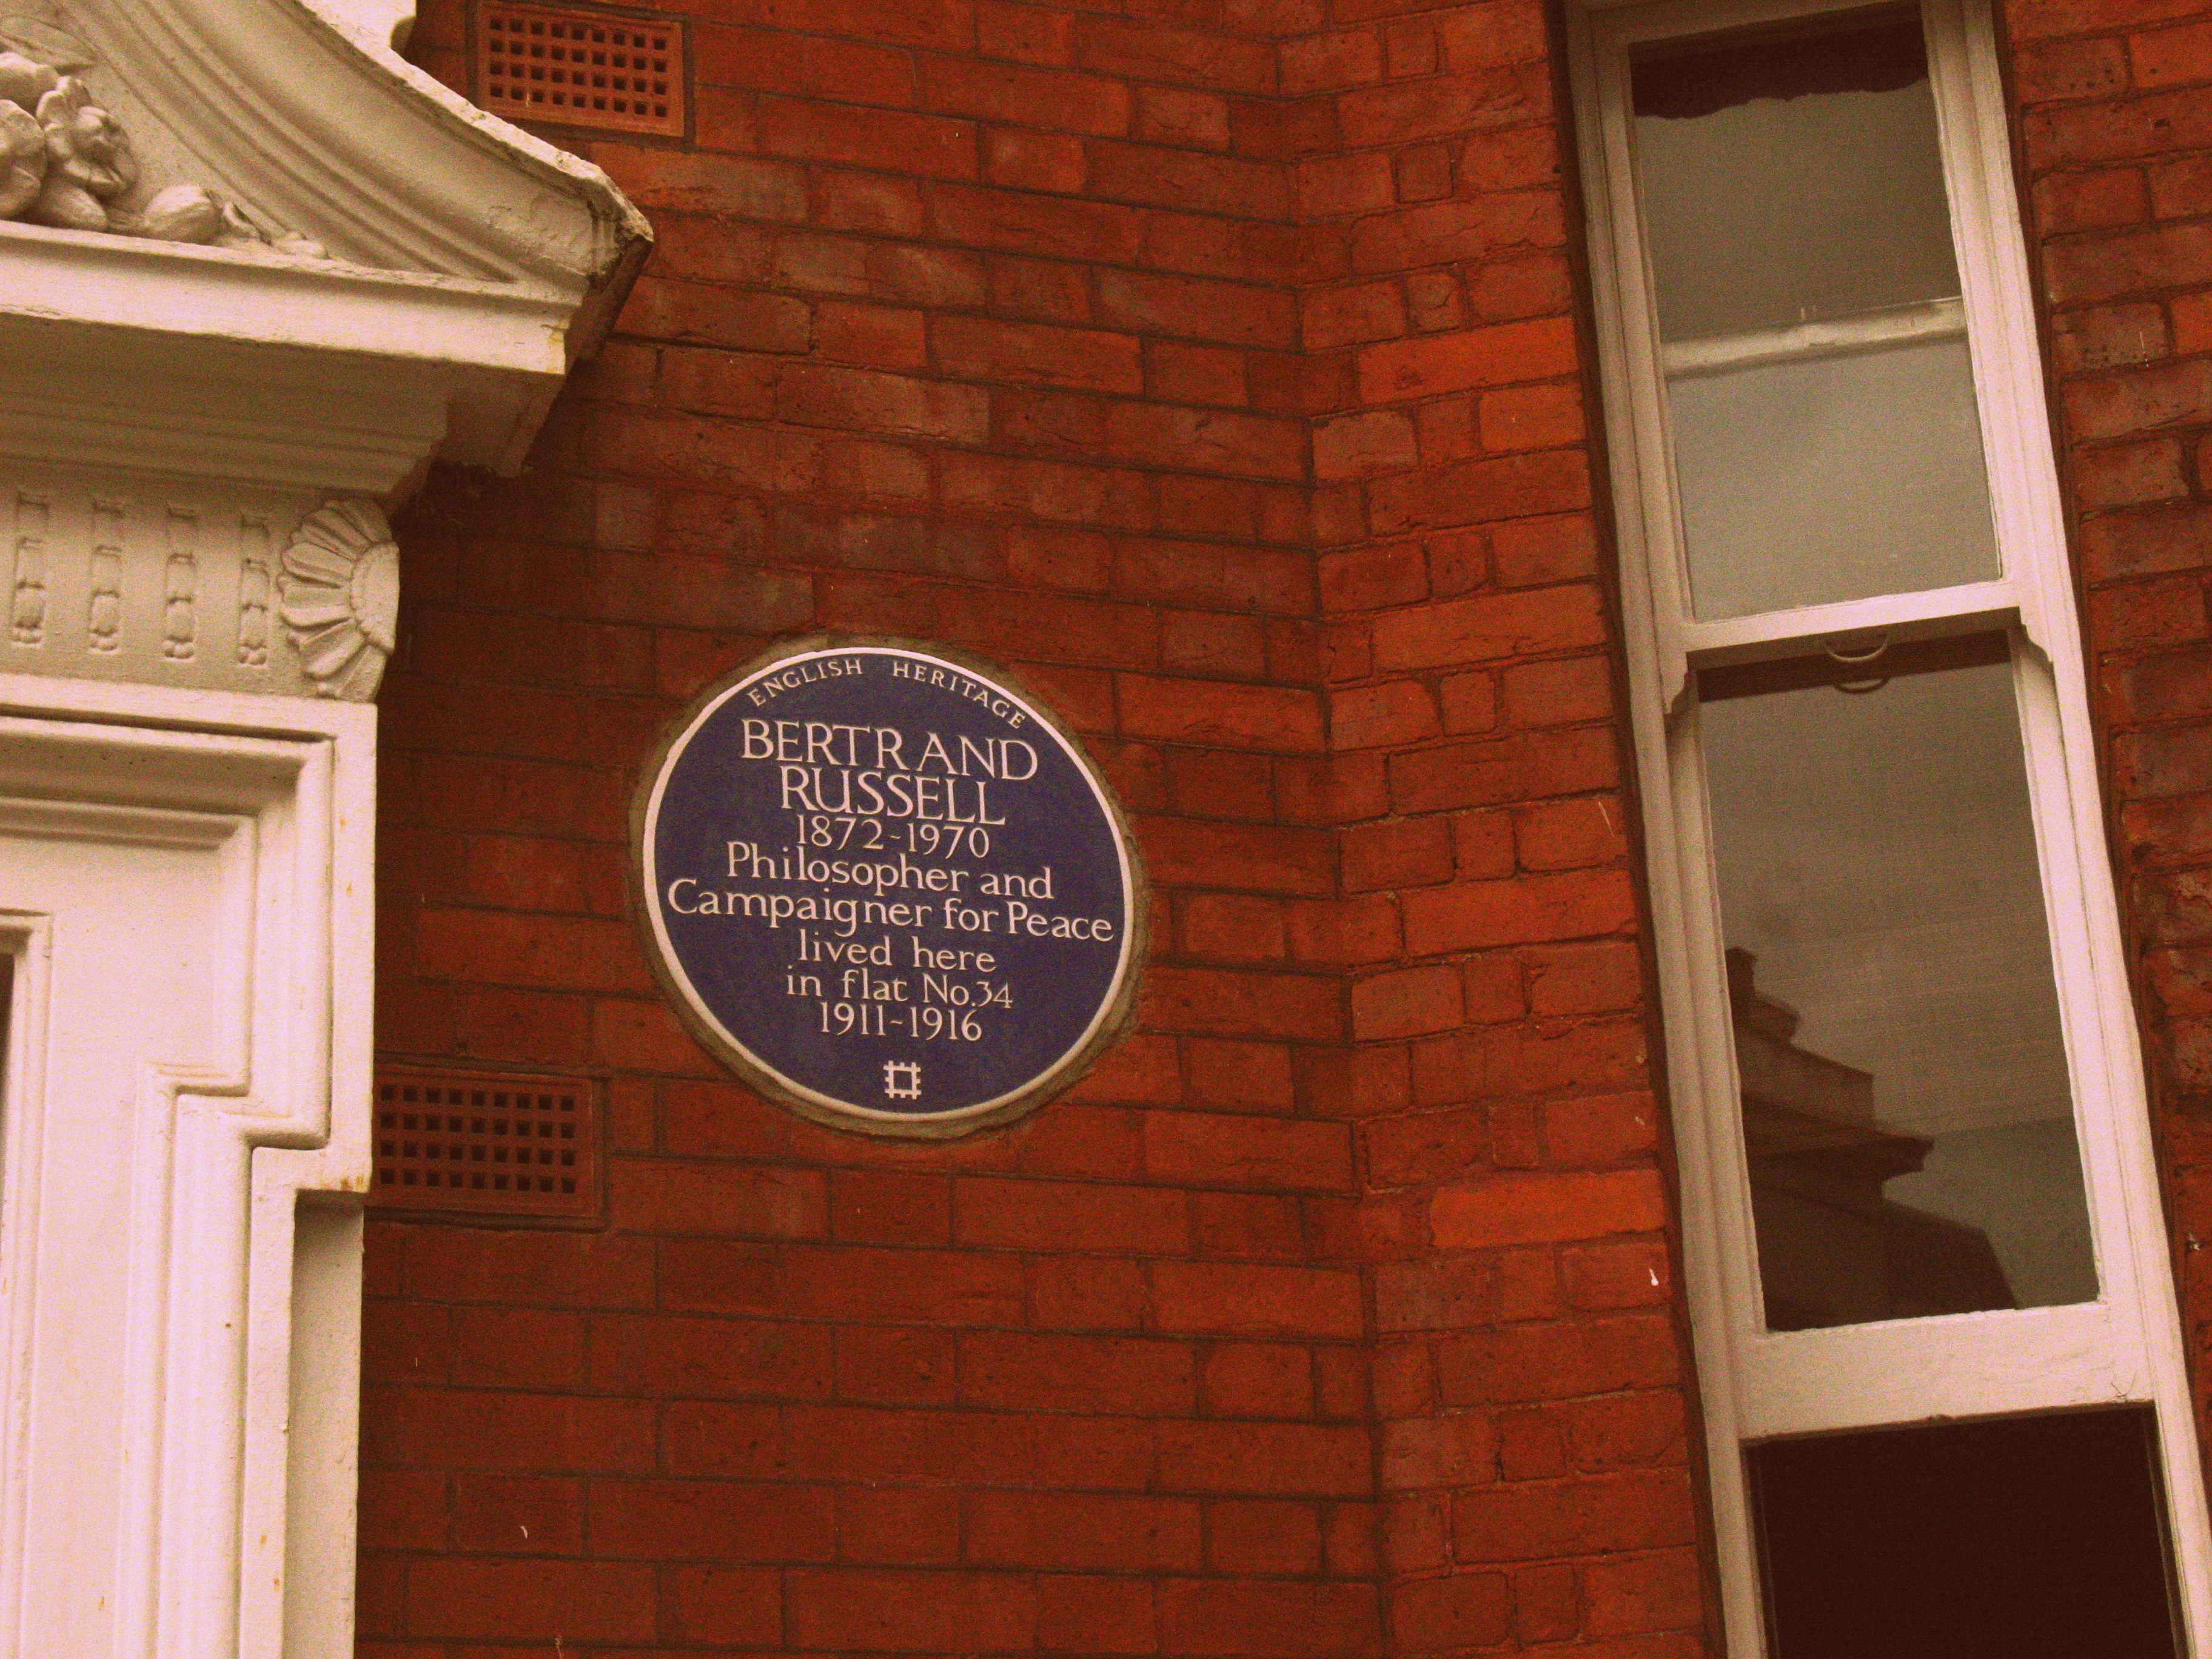 ENGLISH HERITAGE
BERTRAND
RUSSELL
1872-1970
Philosopher and
Campaigner for Peace
lived here
in flat No.34
1911-1916